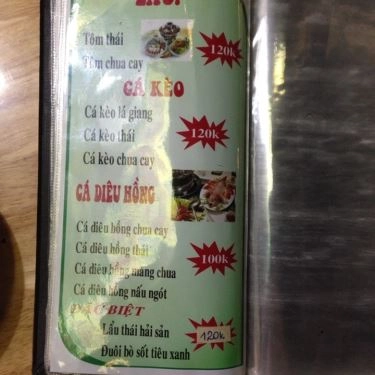 LẨU:
Tôm thái
Tôm chua cay
120k
CÁ KÈO
Cá kèo lá giang
Cá kèo thái
120k
Cá kèo chua cay
CÁ DIÊU HỒNG
Cá diêu hồng chua cay
Cá diêu hồng thái
100k
Cá diêu hồng măng chua
Cá diêu hồng nấu ngót
ĐẶC BIỆT
Lẩu thái hải sản
120k
Đuôi bò sốt tiêu xanh